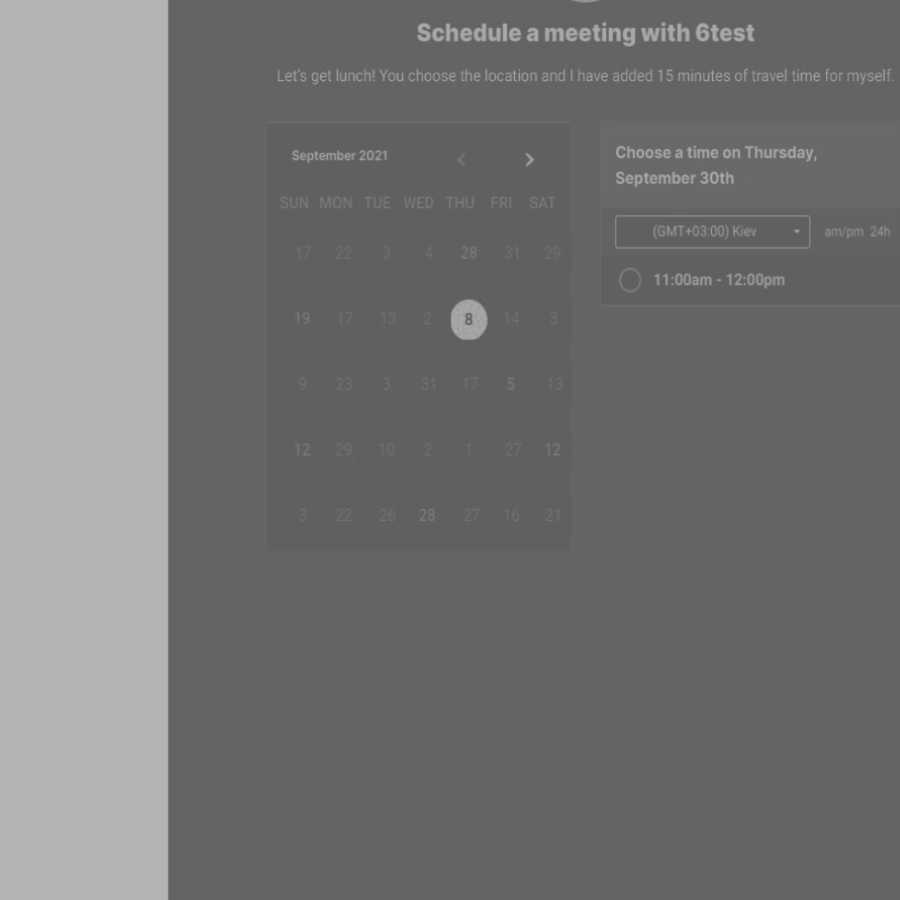 Schedule a meeting with 6test
Let's get lunch! You choose the location and I have added 15 minutes of travel time for myself.
September 2021
SUN MON TUE WED THU FRI SAT
17 22 3 4 28 31 29
19 17 13 2 8 14 3
9 23 3 31 17 5 13
12 29 10 2 1 27 12
3 22 26 28 27 16 21
Choose a time on Thursday,
September 30th
(GMT+03:00) Kiev am/pm 24h
11:00am - 12:00pm